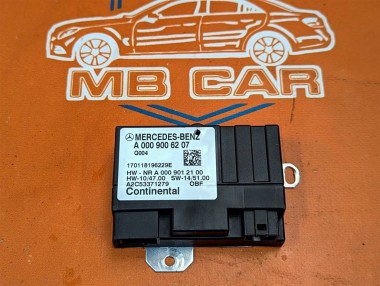 MB CAR
MERCEDES-BENZ
A 000 900 62 07
Q004
170118196229E
HW - NR A 000 901 21 00
HW-10/47.00 SW-14/51.00
A2C53371279 OBF
Continental